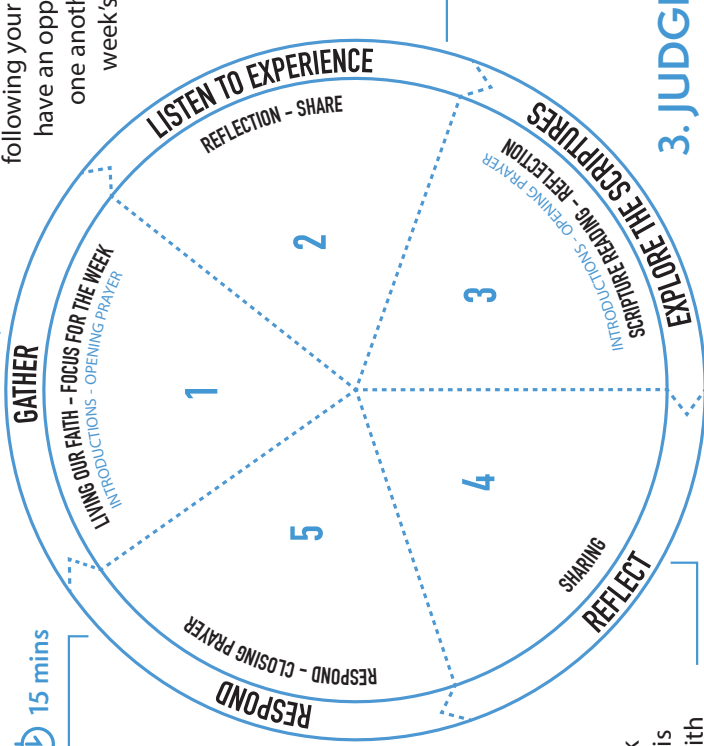 following your
have an opp
one anoth
week's
GATHER
LIVING OUR FAITH – FOCUS FOR THE WEEK
INTRODUCTIONS - OPENING PRAYER
1
LISTEN TO EXPERIENCE
REFLECTION – SHARE
2
EXPLORE THE SCRIPTURES
SCRIPTURE READING – REFLECTION
INTRODUCTIONS - OPENING PRAYER
3
3. JUDG
REFLECT
SHARING
4
RESPOND
RESPOND – CLOSING PRAYER
5
15 mins
is
ith